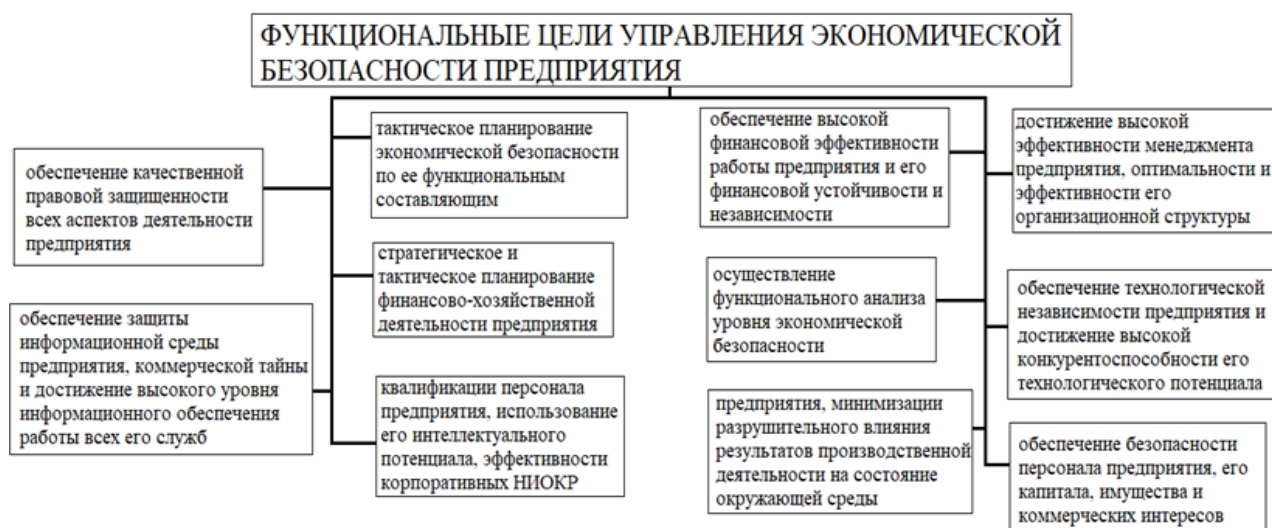 ФУНКЦИОНАЛЬНЫЕ ЦЕЛИ УПРАВЛЕНИЯ ЭКОНОМИЧЕСКОЙ
БЕЗОПАСНОСТИ ПРЕДПРИЯТИЯ
обеспечение качественной
правовой защищенности
всех аспектов деятельности
предприятия
обеспечение защиты
информационной среды
предприятия, коммерческой тайны
и достижение высокого уровня
информационного обеспечения
работы всех его служб
тактическое планирование
экономической безопасности
по ее функциональным
составляющим
стратегическое и
тактическое планирование
финансово-хозяйственной
деятельности предприятия
квалификации персонала
предприятия, использование
его интеллектуального
потенциала, эффективности
корпоративных НИОКР
обеспечение высокой
финансовой эффективности
работы предприятия и его
финансовой устойчивости и
независимости
осуществление
функционального анализа
уровня экономической
безопасности
предприятия, минимизации
разрушительного влияния
результатов производственной
деятельности на состояние
окружающей среды
достижение высокой
эффективности менеджмента
предприятия, оптимальности и
эффективности его
организационной структуры
обеспечение технологической
независимости предприятия и
достижение высокой
конкурентоспособности его
технологического потенциала
обеспечение безопасности
персонала предприятия, его
капитала, имущества и
коммерческих интересов